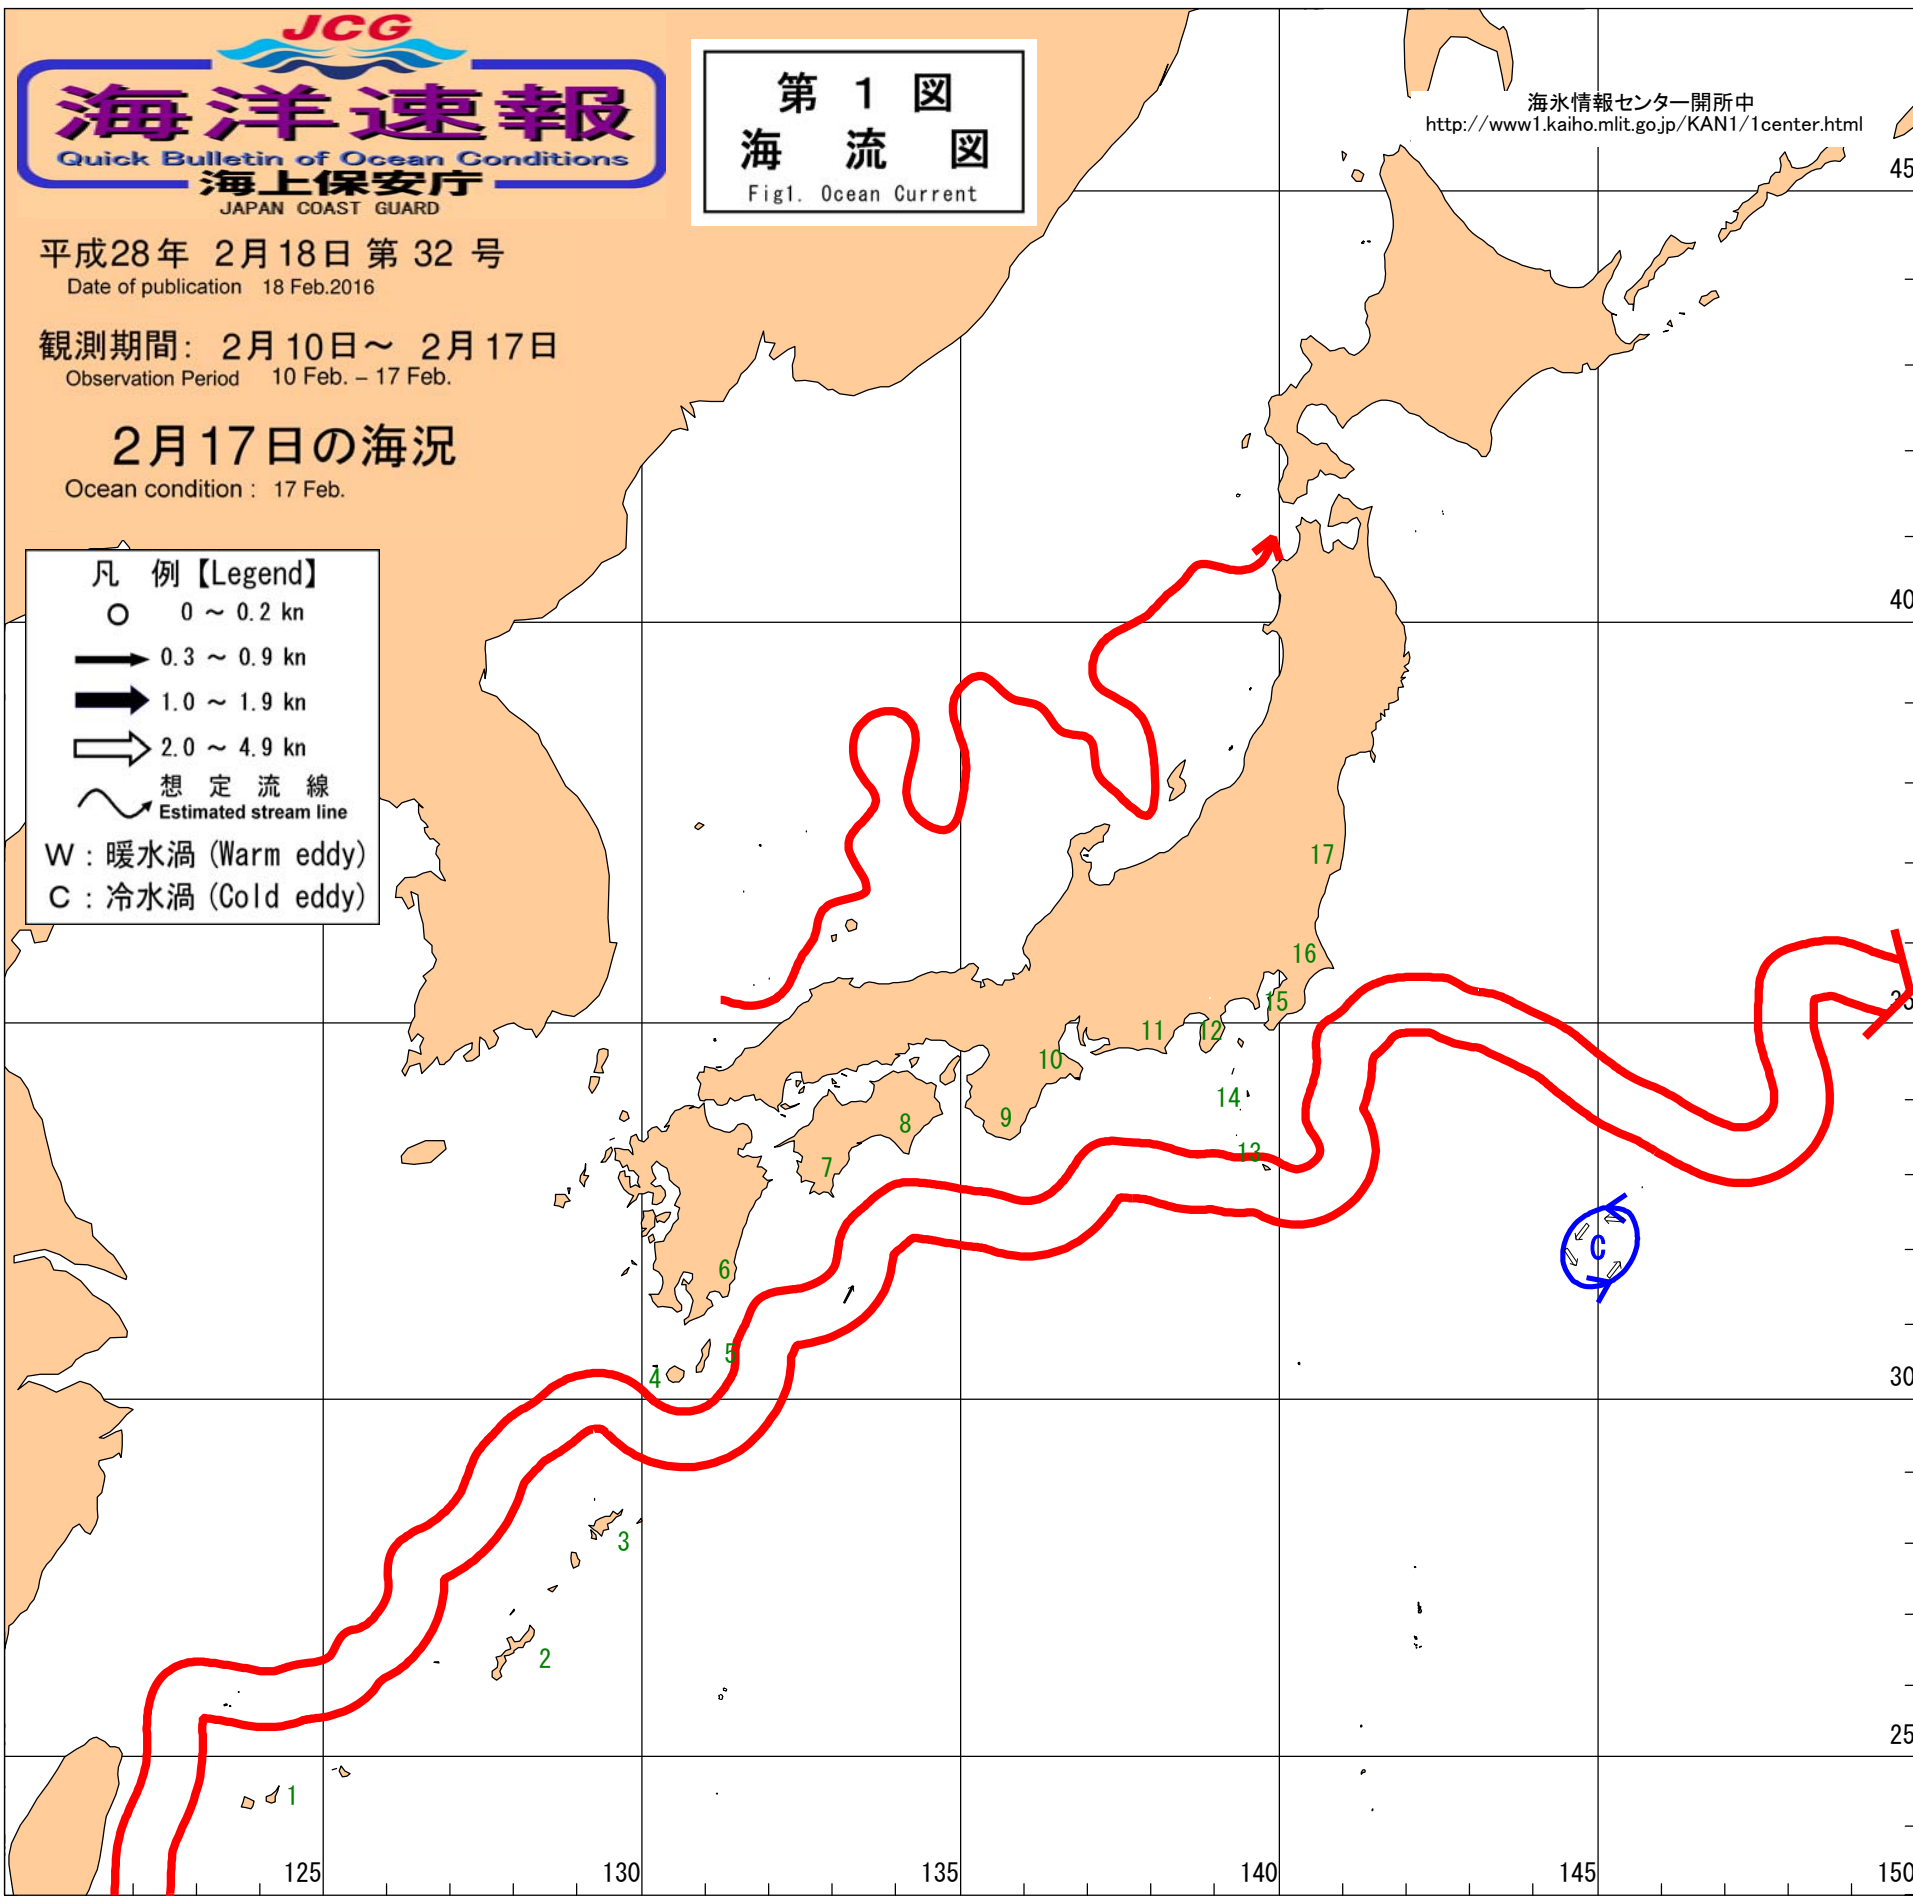 JCG
海洋速報
Quick Bulletin of Ocean Conditions
海上保安庁
JAPAN COAST GUARD
第 1 図
海 流 図
Fig1. Ocean Current
海氷情報センター開所中
http://www1.kaiho.mlit.go.jp/KAN1/1center.html
平成28年 2月18日 第 32 号
Date of publication 18 Feb.2016
観測期間: 2月10日~ 2月17日
Observation Period 10 Feb. – 17 Feb.
2月17日の海況
Ocean condition : 17 Feb.
凡 例【Legend】
0 ~ 0.2 kn
0.3 ~ 0.9 kn
1.0 ~ 1.9 kn
2.0 ~ 4.9 kn
想 定 流 線
Estimated stream line
W : 暖水渦 (Warm eddy)
C : 冷水渦 (Cold eddy)
45
40
17
16
35
15
12
11
10
14
9
8
13
7
C
6
5
4
30
3
2
25
1
125
130
135
140
145
150